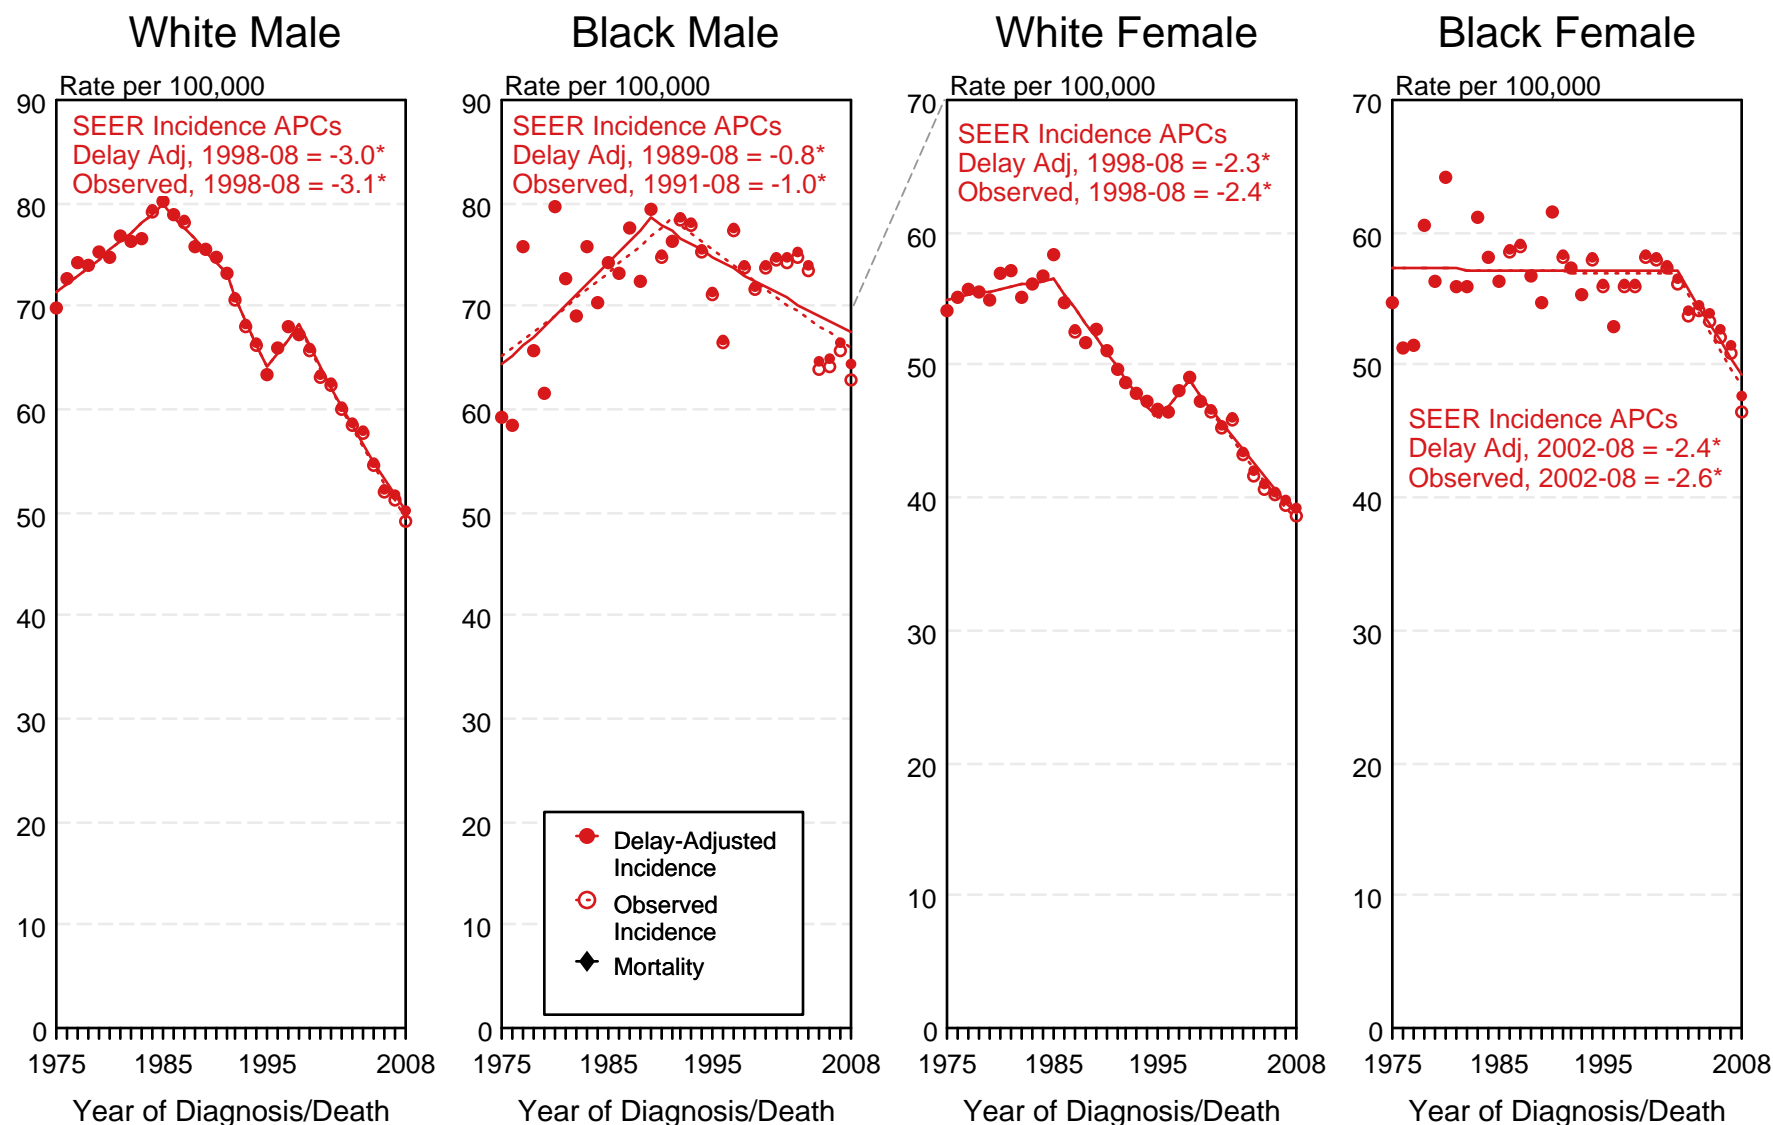 White Male
Black Male
White Female
Black Female
Rate per 100,000
Rate per 100,000
Rate per 100,000
Rate per 100,000
SEER Incidence APCs
Delay Adj, 1998-08 = -3.0*
Observed, 1998-08 = -3.1*
90
80
70
60
50
40
30
20
10
0
1975
1985
1995
2008
Year of Diagnosis/Death
SEER Incidence APCs
Delay Adj, 1989-08 = -0.8*
Observed, 1991-08 = -1.0*
90
80
70
60
50
40
30
20
10
0
Delay-Adjusted
Incidence
Observed
Incidence
Mortality
1975
1985
1995
2008
Year of Diagnosis/Death
SEER Incidence APCs
Delay Adj, 1998-08 = -2.3*
Observed, 1998-08 = -2.4*
70
60
50
40
30
20
10
0
1975
1985
1995
2008
Year of Diagnosis/Death
70
60
50
40
30
20
10
0
SEER Incidence APCs
Delay Adj, 2002-08 = -2.4*
Observed, 2002-08 = -2.6*
1975
1985
1995
2008
Year of Diagnosis/Death